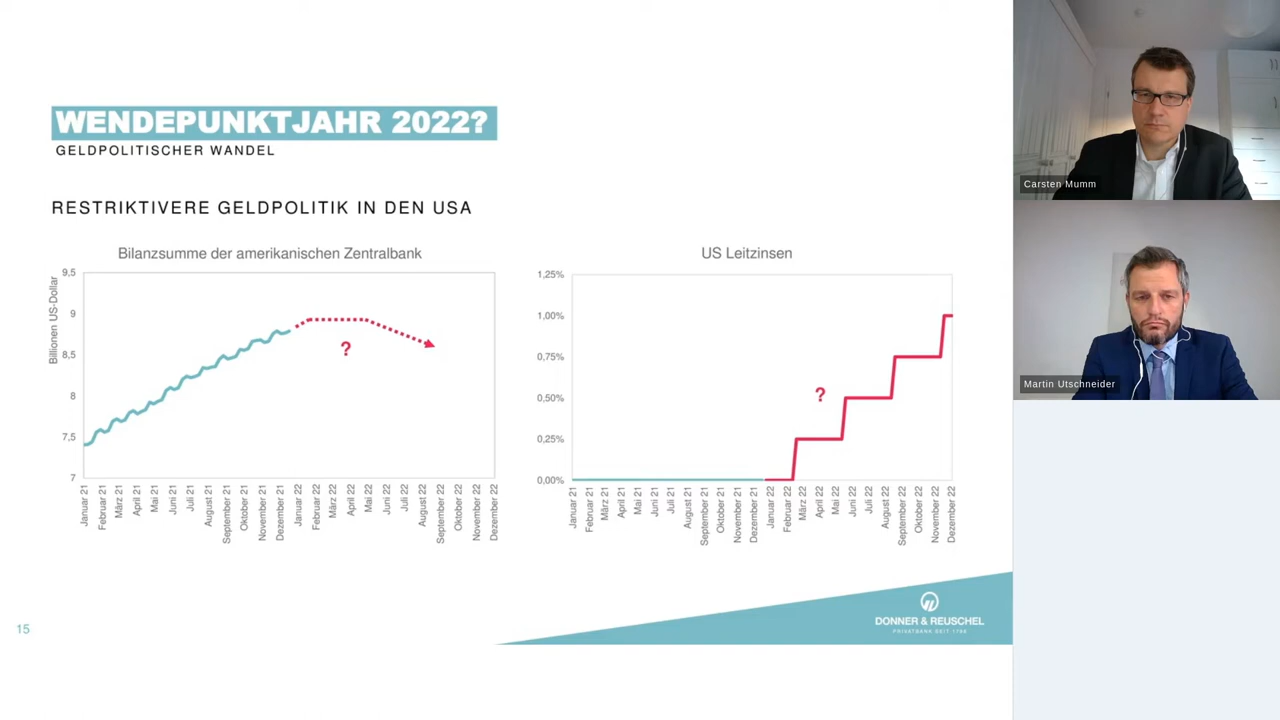 WENDEPUNKTJAHR 2022?
GELDPOLITISCHER WANDEL
RESTRIKTIVERE GELDPOLITIK IN DEN USA
Bilanzsumme der amerikanischen Zentralbank
Billionen US-Dollar
9,5
9
8,5
8
7,5
7
?
Januar 21
Februar 21
März 21
April 21
Mai 21
Juni 21
Juli 21
August 21
September 21
Oktober 21
November 21
Dezember 21
Januar 22
Februar 22
März 22
April 22
Mai 22
Juni 22
Juli 22
August 22
September 22
Oktober 22
November 22
Dezember 22
US Leitzinsen
1,25%
1,00%
0,75%
0,50%
0,25%
0,00%
?
Januar 21
Februar 21
März 21
April 21
Mai 21
Juni 21
Juli 21
August 21
September 21
Oktober 21
November 21
Dezember 21
Januar 22
Februar 22
März 22
April 22
Mai 22
Juni 22
Juli 22
August 22
September 22
Oktober 22
November 22
Dezember 22
15
DONNER & REUSCHEL
PRIVATBANK SEIT 1798
Carsten Mumm
Martin Utschneider